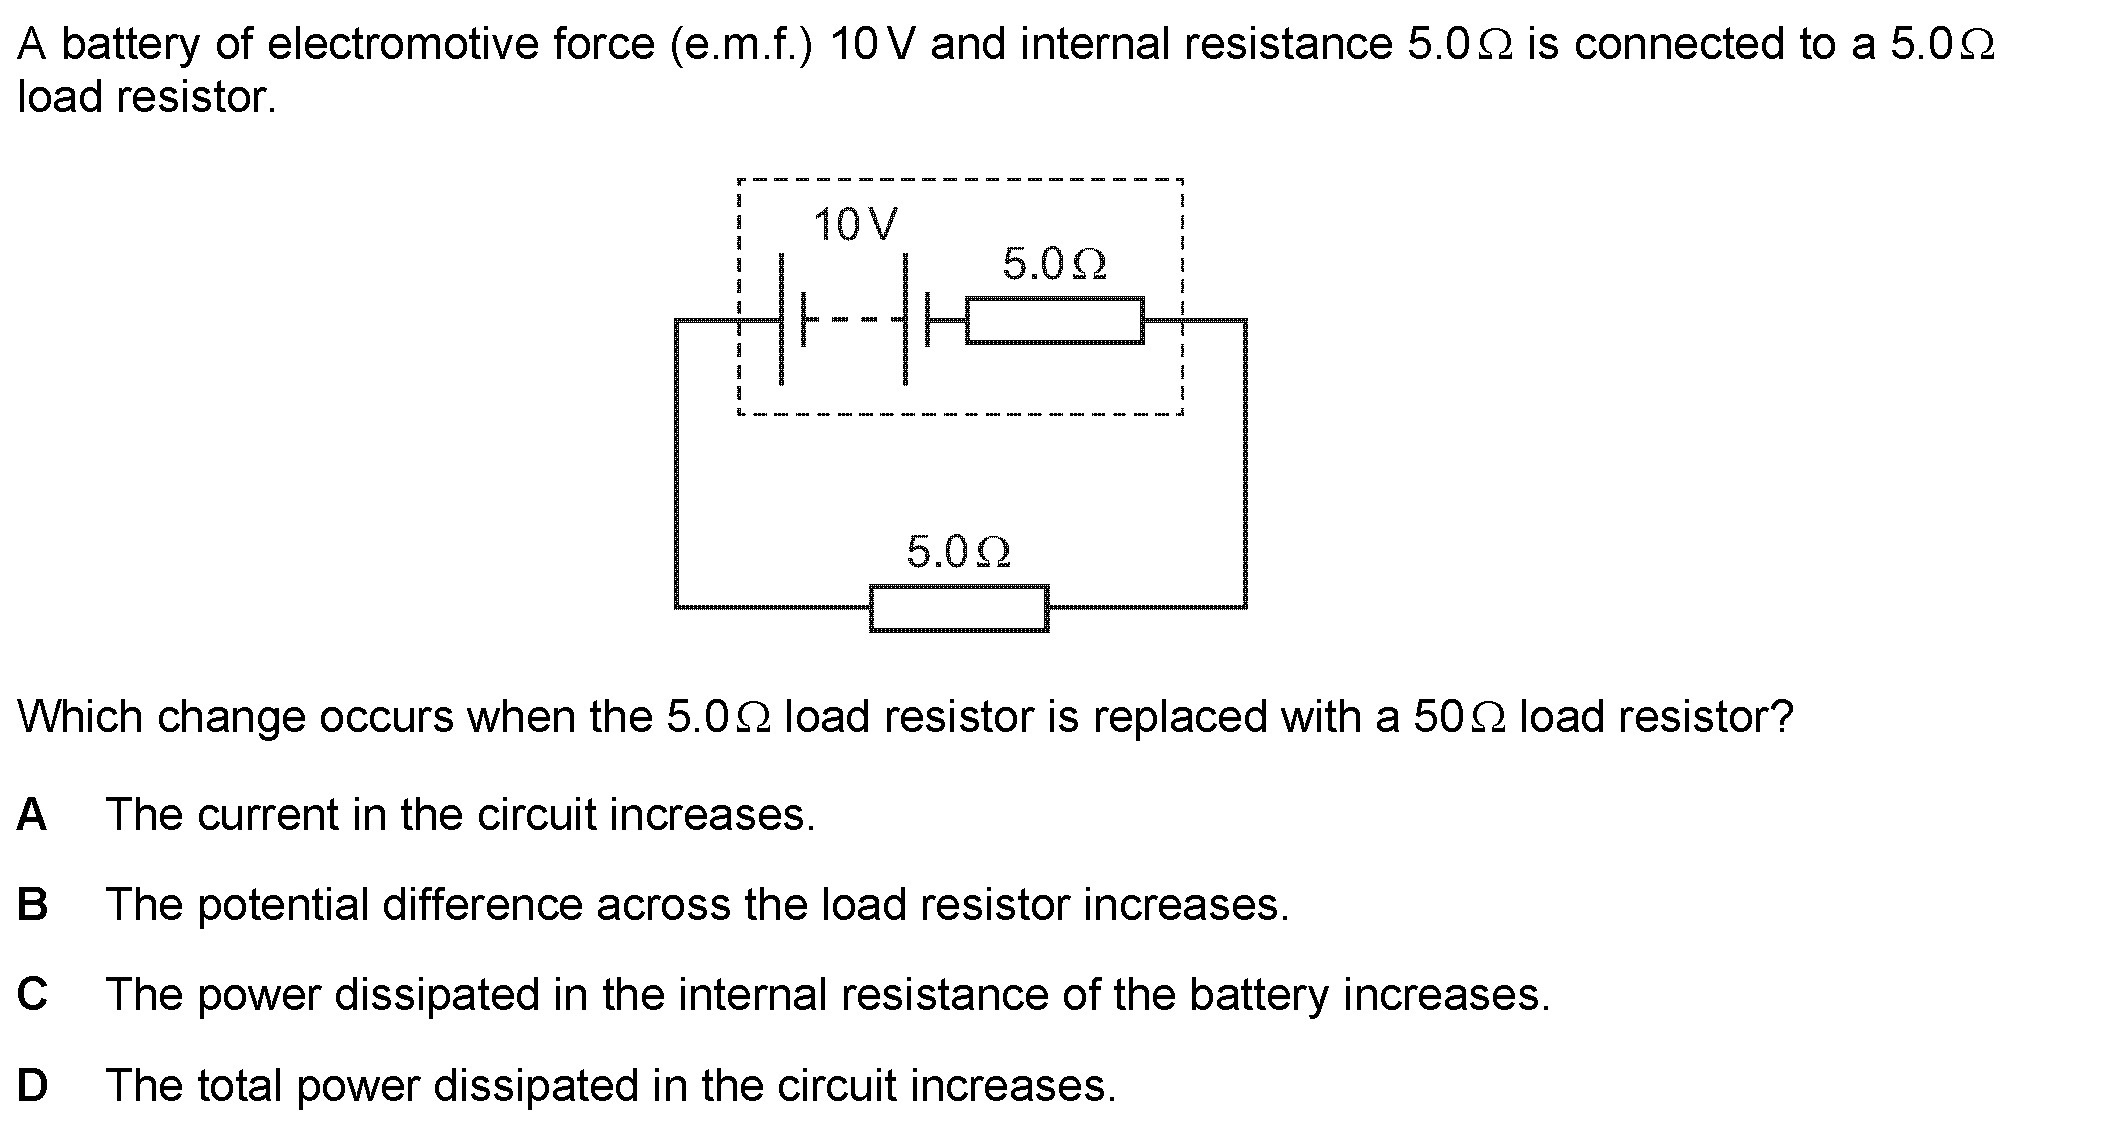 A battery of electromotive force (e.m.f.) 10 V and internal resistance 5.0 Ω is connected to a 5.0 Ω
load resistor.
10 V
5.0 Ω
5.0 Ω
Which change occurs when the 5.0 Ω load resistor is replaced with a 50 Ω load resistor?
A The current in the circuit increases.
B The potential difference across the load resistor increases.
C The power dissipated in the internal resistance of the battery increases.
D The total power dissipated in the circuit increases.